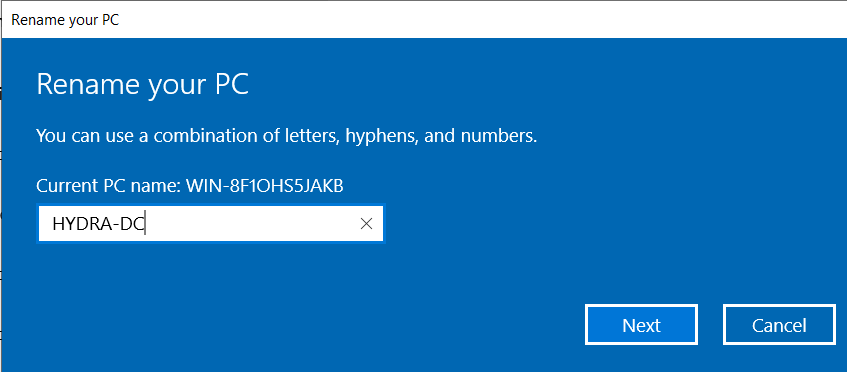 Rename your PC
Rename your PC
You can use a combination of letters, hyphens, and numbers.
Current PC name: WIN-8F1OHS5JAKB
HYDRA-DC
Next
Cancel